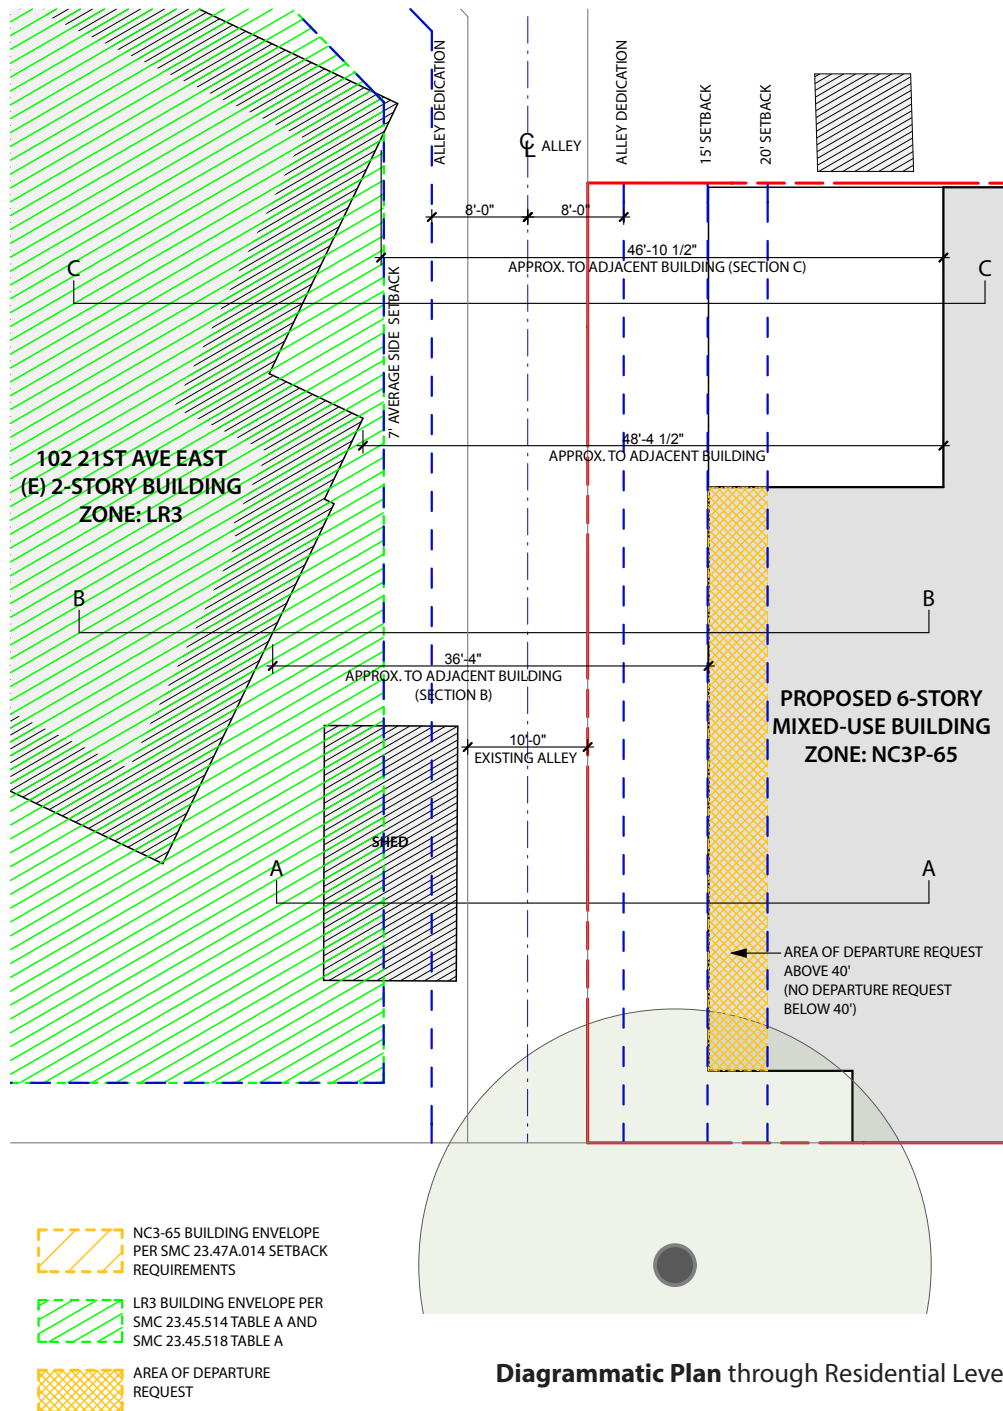 ALLEY DEDICATION
℄ ALLEY
ALLEY DEDICATION
15' SETBACK
20' SETBACK
8'-0"
8'-0"
46'-10 1/2"
APPROX. TO ADJACENT BUILDING (SECTION C)
C
C
7' AVERAGE SIDE SETBACK
48'-4 1/2"
APPROX. TO ADJACENT BUILDING
102 21ST AVE EAST
(E) 2-STORY BUILDING
ZONE: LR3
B
B
36'-4"
APPROX. TO ADJACENT BUILDING
(SECTION B)
PROPOSED 6-STORY
MIXED-USE BUILDING
ZONE: NC3P-65
10'-0"
EXISTING ALLEY
SHED
A
A
AREA OF DEPARTURE REQUEST
ABOVE 40'
(NO DEPARTURE REQUEST
BELOW 40')
NC3-65 BUILDING ENVELOPE
PER SMC 23.47A.014 SETBACK
REQUIREMENTS
LR3 BUILDING ENVELOPE PER
SMC 23.45.514 TABLE A AND
SMC 23.45.518 TABLE A
AREA OF DEPARTURE
REQUEST
Diagrammatic Plan through Residential Leve